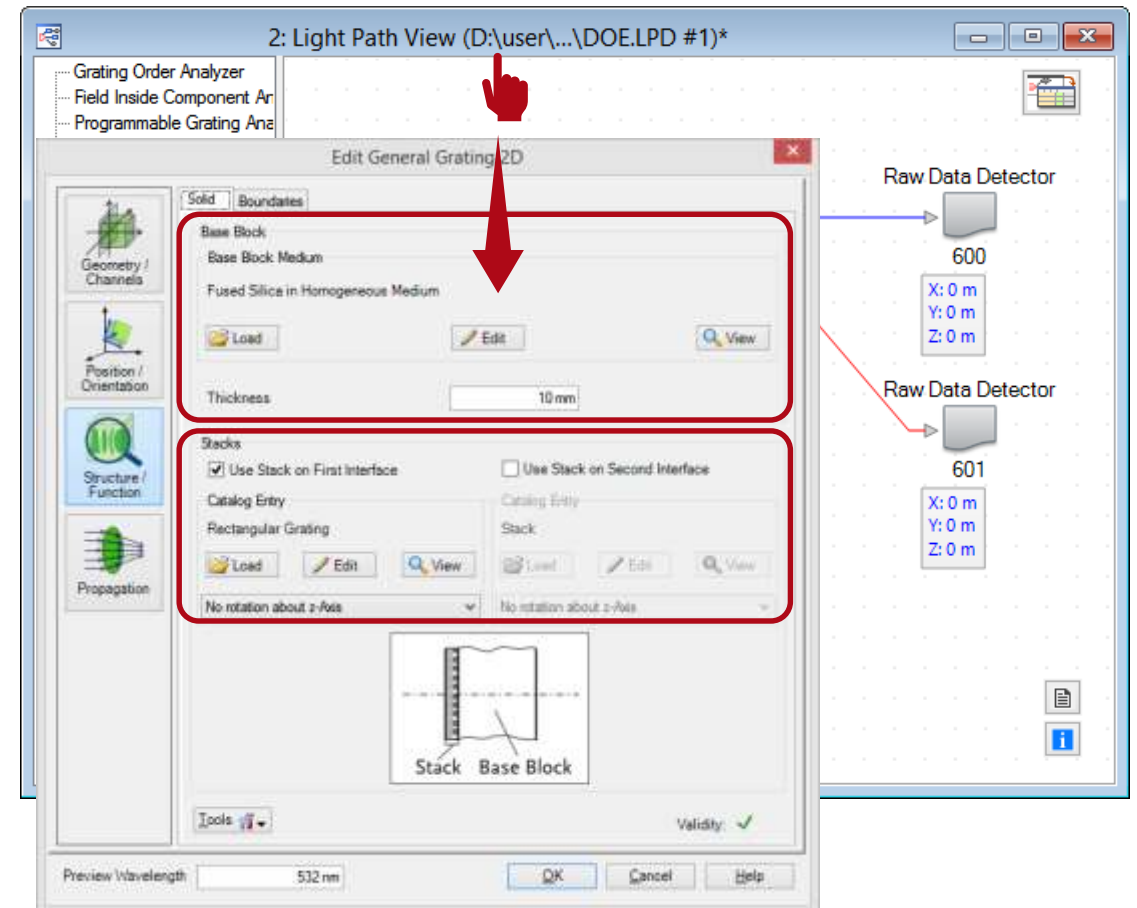 2: Light Path View (D:\user\...\DOE.LPD #1)*
Grating Order Analyzer
Field Inside Component An
Programmable Grating Ana
Edit General Grating 2D
Solid Boundaries
Geometry /
Channels
Position /
Orientation
Structure /
Function
Propagation
Base Block
Base Block Medium
Fused Silica in Homogeneous Medium
Load Edit View
Thickness 10 mm
Stacks
Use Stack on First Interface Use Stack on Second Interface
Catalog Entry Catalog Entry
Rectangular Grating Stack
Load Edit View Load Edit View
No rotation about z-Axis No rotation about z-Axis
Stack Base Block
Tools Validity:
Preview Wavelength 532 nm OK Cancel Help
Raw Data Detector
600
X: 0 m
Y: 0 m
Z: 0 m
Raw Data Detector
601
X: 0 m
Y: 0 m
Z: 0 m